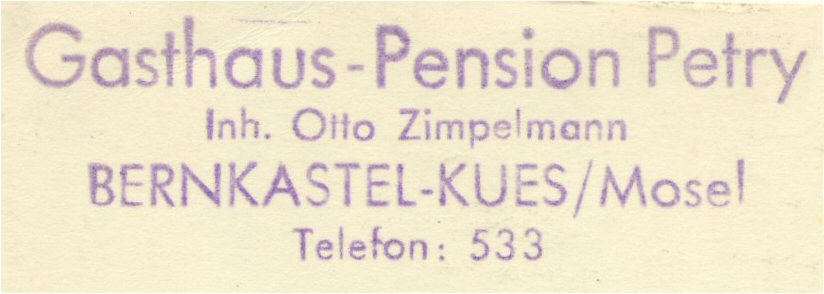 Gasthaus-Pension Petry
Inh. Otto Zimpelmann
BERNKASTEL-KUES/Mosel
Telefon: 533